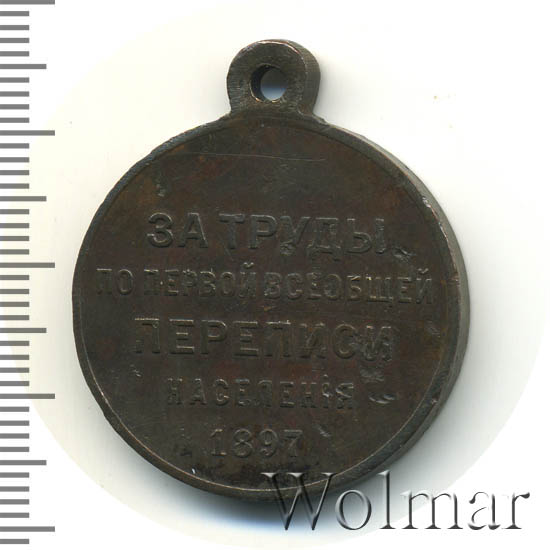 ЗА ТРУДЫ
ПО ПЕРВОЙ ВСЕОБЩЕЙ
ПЕРЕПИСИ
НАСЕЛЕНІЯ
1897
Wolmar